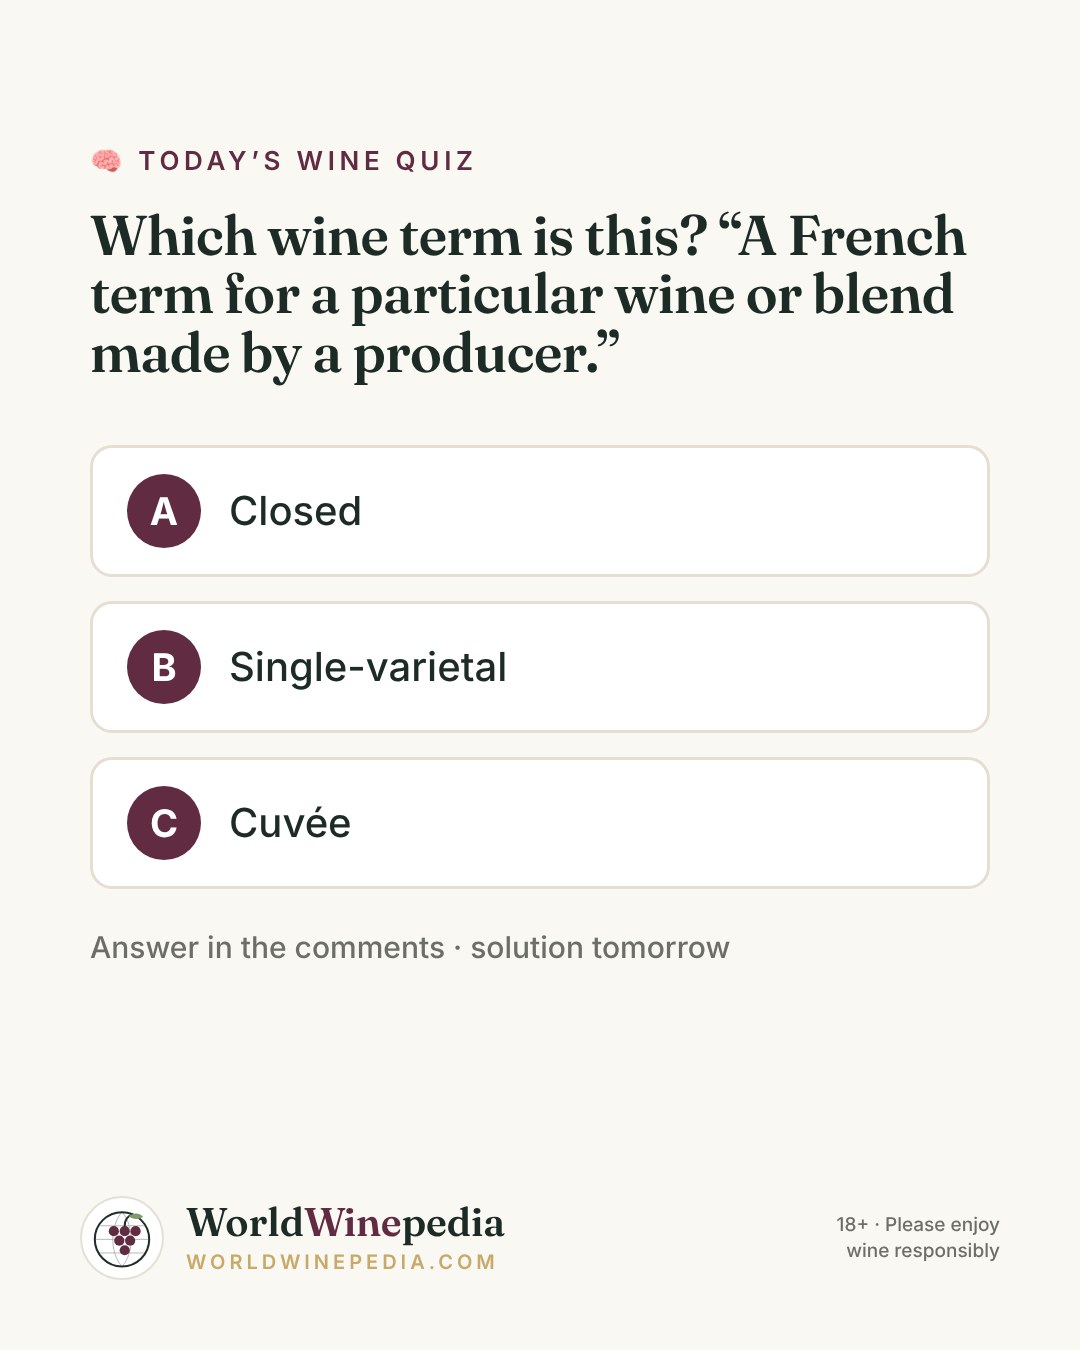 🧠 TODAY’S WINE QUIZ
Which wine term is this? “A French
term for a particular wine or blend
made by a producer.”
A Closed
B Single-varietal
C Cuvée
Answer in the comments · solution tomorrow
WorldWinepedia
WORLDWINEPEDIA.COM
18+ · Please enjoy
wine responsibly